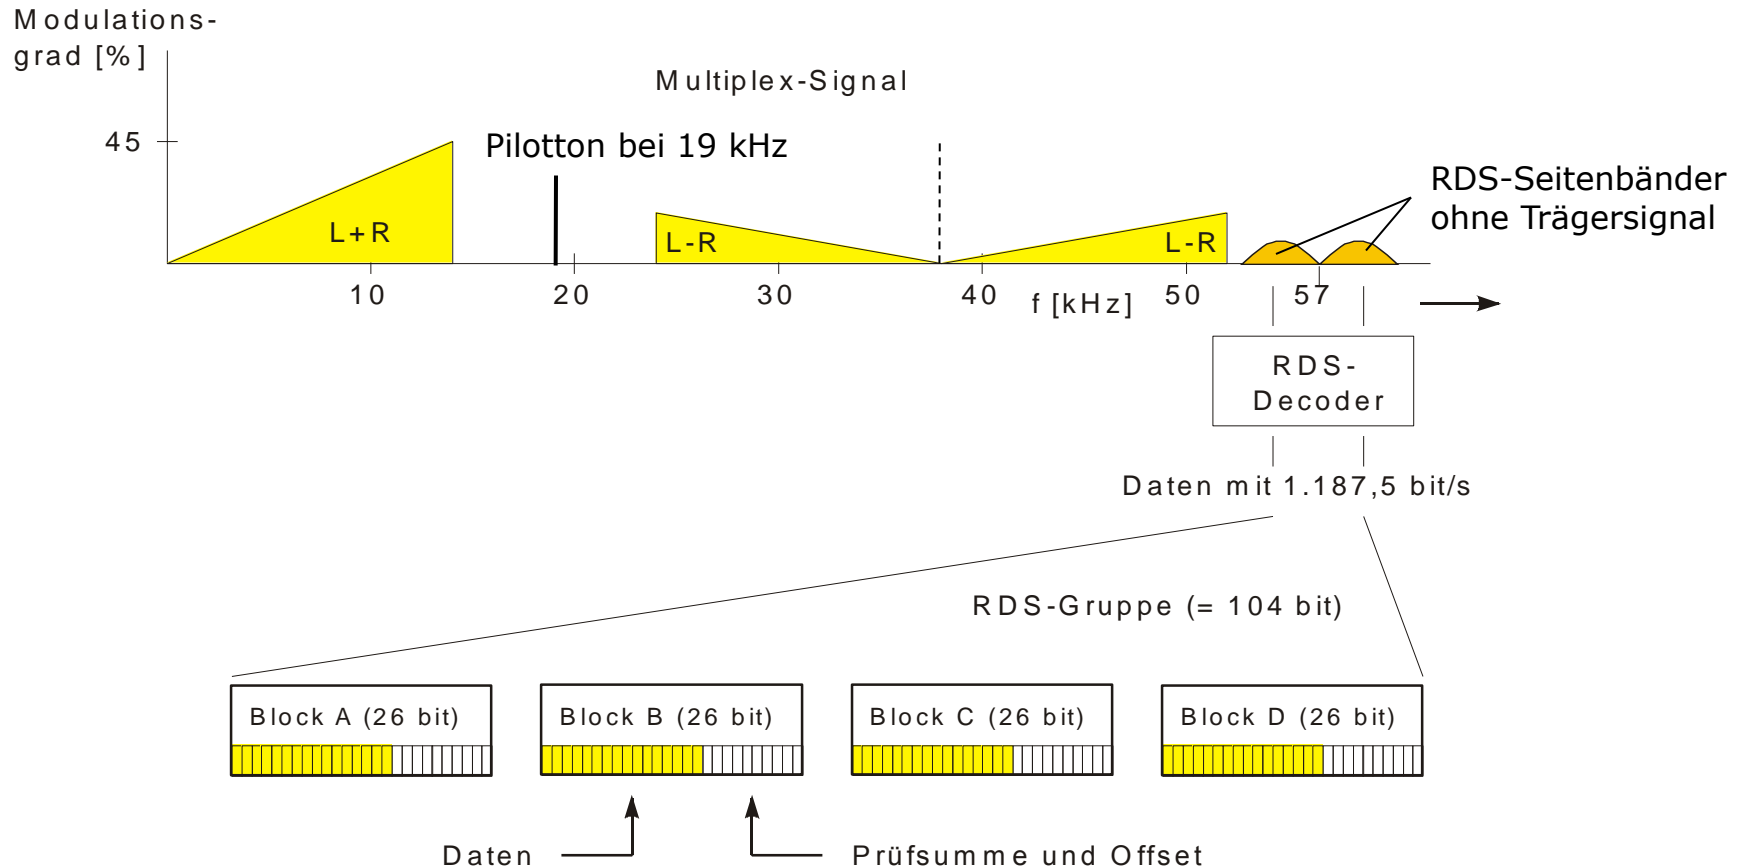 Modulations-
grad [%]
Multiplex-Signal
45
Pilotton bei 19 kHz
RDS-Seitenbänder
ohne Trägersignal
L+R
L-R
L-R
10
20
30
40
f [kHz]
50
57
RDS-
Decoder
Daten mit 1.187,5 bit/s
RDS-Gruppe (= 104 bit)
Block A (26 bit)
Block B (26 bit)
Block C (26 bit)
Block D (26 bit)
Daten
Prüfsumme und Offset